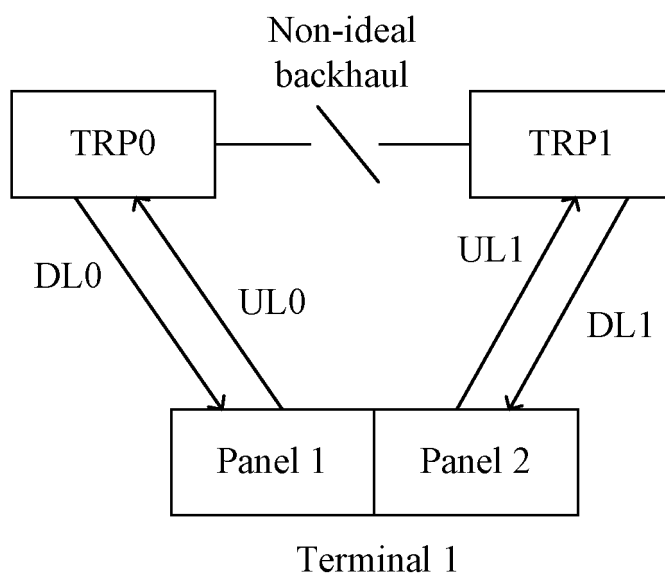 Non-ideal
backhaul
TRP0
TRP1
DL0
UL0
UL1
DL1
Panel 1
Panel 2
Terminal 1